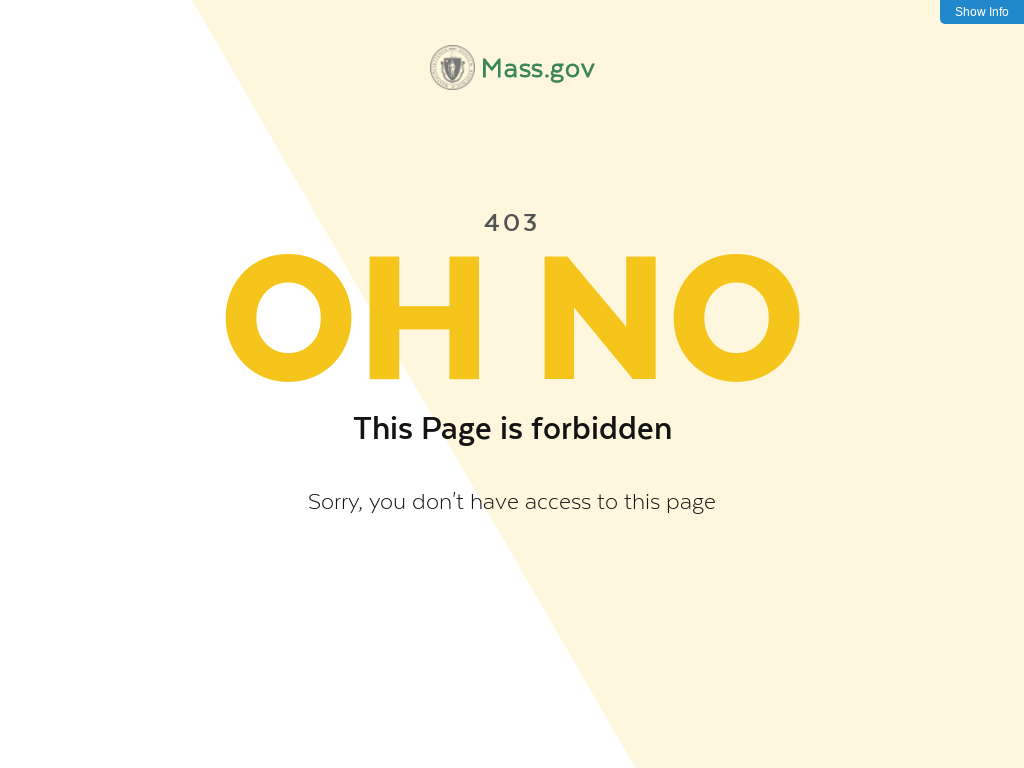 Show Info
Mass.gov
403
OH NO
This Page is forbidden
Sorry, you don't have access to this page